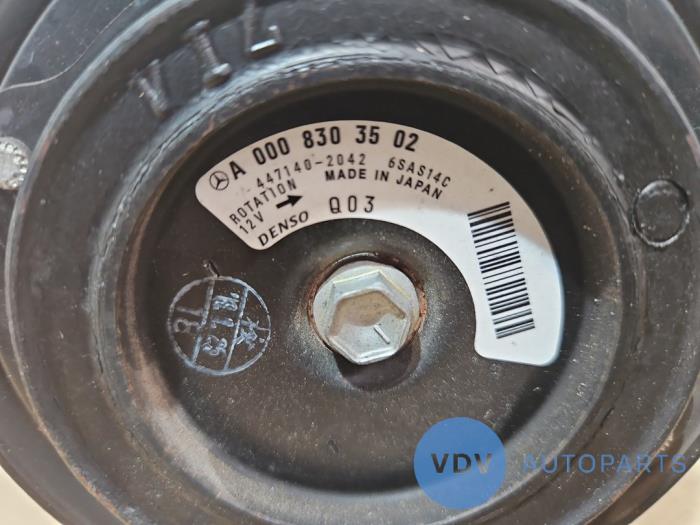 A 000 830 35 02
447140-2042 6SAS14C
ROTATION MADE IN JAPAN
12V
DENSO Q03
VDV AUTOPARTS